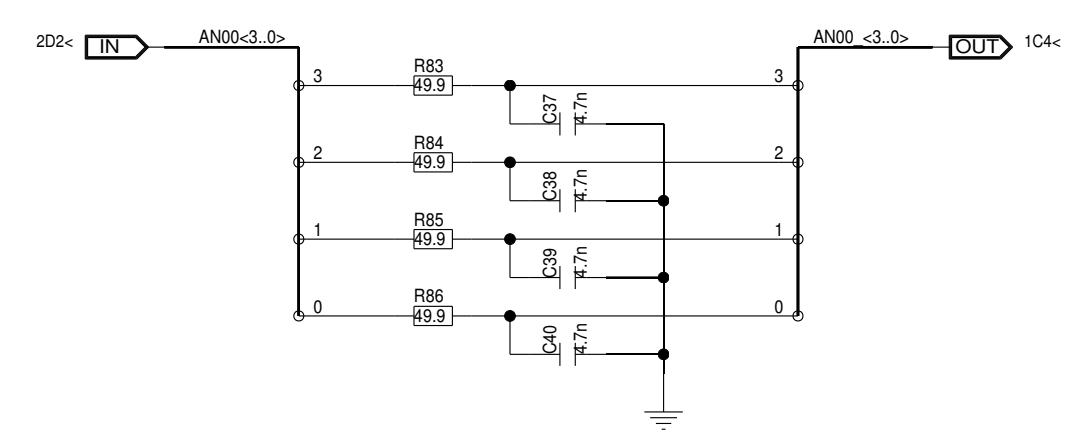 2D2< IN AN00<3..0> AN00_<3..0> OUT 1C4<
3 R83 3
49.9
C37 4.7n
2 R84 2
49.9
C38 4.7n
1 R85 1
49.9
C39 4.7n
0 R86 0
49.9
C40 4.7n